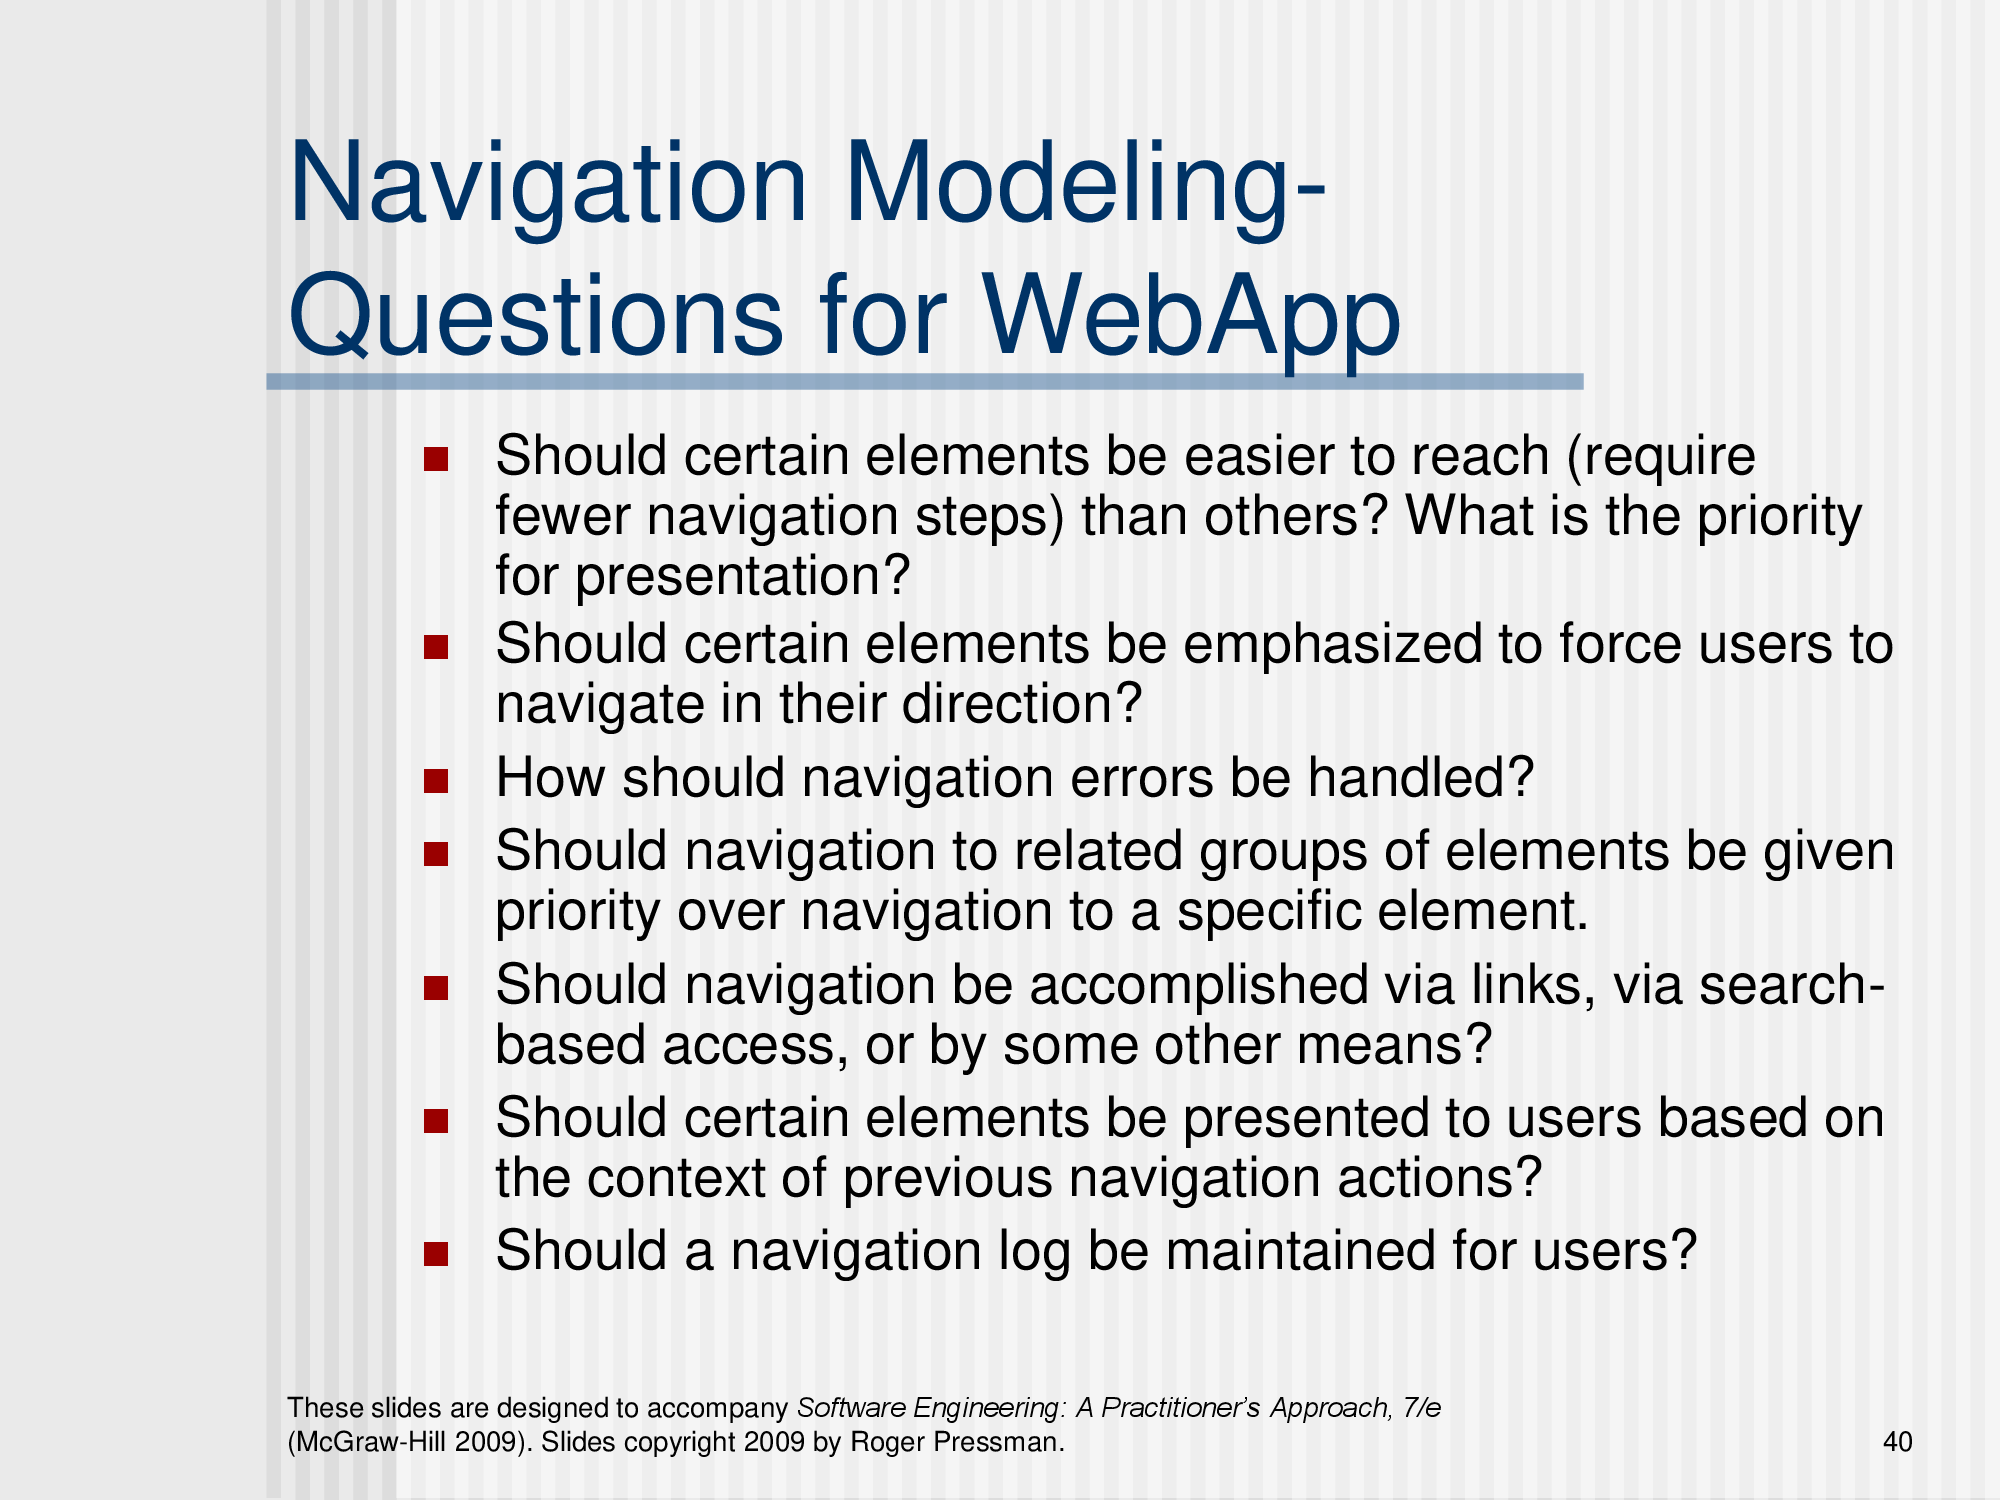 Navigation Modeling-
Questions for WebApp
Should certain elements be easier to reach (require
fewer navigation steps) than others? What is the priority
for presentation?
Should certain elements be emphasized to force users to
navigate in their direction?
How should navigation errors be handled?
Should navigation to related groups of elements be given
priority over navigation to a specific element.
Should navigation be accomplished via links, via search-
based access, or by some other means?
Should certain elements be presented to users based on
the context of previous navigation actions?
Should a navigation log be maintained for users?
These slides are designed to accompany Software Engineering: A Practitioner’s Approach, 7/e
(McGraw-Hill 2009). Slides copyright 2009 by Roger Pressman.
40